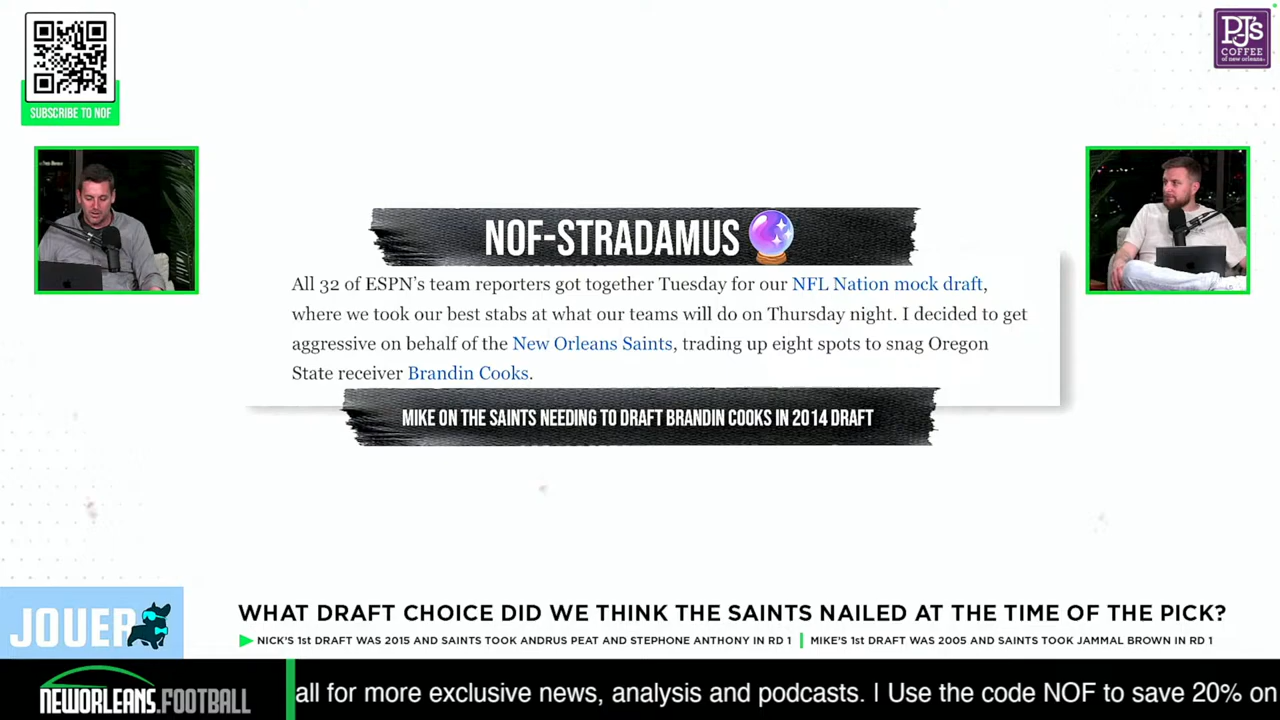 SUBSCRIBE TO NOF
PJ's
COFFEE
of new orleans
NOF-STRADAMUS
All 32 of ESPN's team reporters got together Tuesday for our NFL Nation mock draft,
where we took our best stabs at what our teams will do on Thursday night. I decided to get
aggressive on behalf of the New Orleans Saints, trading up eight spots to snag Oregon
State receiver Brandin Cooks.
MIKE ON THE SAINTS NEEDING TO DRAFT BRANDIN COOKS IN 2014 DRAFT
JOUER
WHAT DRAFT CHOICE DID WE THINK THE SAINTS NAILED AT THE TIME OF THE PICK?
NICK'S 1st DRAFT WAS 2015 AND SAINTS TOOK ANDRUS PEAT AND STEPHONE ANTHONY IN RD 1 | MIKE'S 1st DRAFT WAS 2005 AND SAINTS TOOK JAMMAL BROWN IN RD 1
NEWORLEANS.FOOTBALL
all for more exclusive news, analysis and podcasts. | Use the code NOF to save 20% on